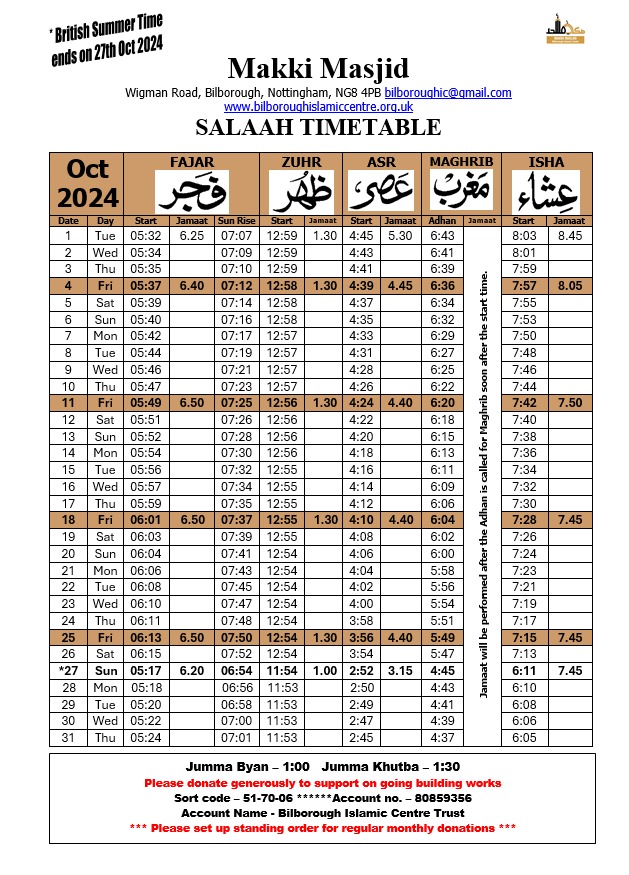 * British Summer Time
ends on 27th Oct 2024
Makki Masjid
Wigman Road, Bilborough, Nottingham, NG8 4PB bilboroughic@gmail.com
www.bilboroughislamiccentre.org.uk
SALAAH TIMETABLE
Oct 2024 FAJAR ZUHR ASR MAGHRIB ISHA
فجر ظهر عصر مغرب عشاء
Date Day Start Jamaat Sun Rise Start Jamaat Start Jamaat Adhan Jamaat Start Jamaat
1 Tue 05:32 6.25 07:07 12:59 1.30 4:45 5.30 6:43 8:03 8.45
2 Wed 05:34 07:09 12:59 4:43 6:41 8:01
3 Thu 05:35 07:10 12:59 4:41 6:39 7:59
4 Fri 05:37 6.40 07:12 12:58 1.30 4:39 4.45 6:36 7:57 8.05
5 Sat 05:39 07:14 12:58 4:37 6:34 7:55
6 Sun 05:40 07:16 12:58 4:35 6:32 7:53
7 Mon 05:42 07:17 12:57 4:33 6:29 7:50
8 Tue 05:44 07:19 12:57 4:31 6:27 7:48
9 Wed 05:46 07:21 12:57 4:28 6:25 7:46
10 Thu 05:47 07:23 12:57 4:26 6:22 7:44
11 Fri 05:49 6.50 07:25 12:56 1.30 4:24 4.40 6:20 7:42 7.50
12 Sat 05:51 07:26 12:56 4:22 6:18 7:40
13 Sun 05:52 07:28 12:56 4:20 6:15 7:38
14 Mon 05:54 07:30 12:56 4:18 6:13 7:36
15 Tue 05:56 07:32 12:55 4:16 6:11 7:34
16 Wed 05:57 07:34 12:55 4:14 6:09 7:32
17 Thu 05:59 07:35 12:55 4:12 6:06 7:30
18 Fri 06:01 6.50 07:37 12:55 1.30 4:10 4.40 6:04 7:28 7.45
19 Sat 06:03 07:39 12:55 4:08 6:02 7:26
20 Sun 06:04 07:41 12:54 4:06 6:00 7:24
21 Mon 06:06 07:43 12:54 4:04 5:58 7:23
22 Tue 06:08 07:45 12:54 4:02 5:56 7:21
23 Wed 06:10 07:47 12:54 4:00 5:54 7:19
24 Thu 06:11 07:48 12:54 3:58 5:51 7:17
25 Fri 06:13 6.50 07:50 12:54 1.30 3:56 4.40 5:49 7:15 7.45
26 Sat 06:15 07:52 12:54 3:54 5:47 7:13
*27 Sun 05:17 6.20 06:54 11:54 1.00 2:52 3.15 4:45 6:11 7.45
28 Mon 05:18 06:56 11:53 2:50 4:43 6:10
29 Tue 05:20 06:58 11:53 2:49 4:41 6:08
30 Wed 05:22 07:00 11:53 2:47 4:39 6:06
31 Thu 05:24 07:01 11:53 2:45 4:37 6:05
Jamaat will be performed after the Adhan is called for Maghrib soon after the start time.
Jumma Byan – 1:00 Jumma Khutba – 1:30
Please donate generously to support on going building works
Sort code – 51-70-06 ******Account no. – 80859356
Account Name - Bilborough Islamic Centre Trust
*** Please set up standing order for regular monthly donations ***